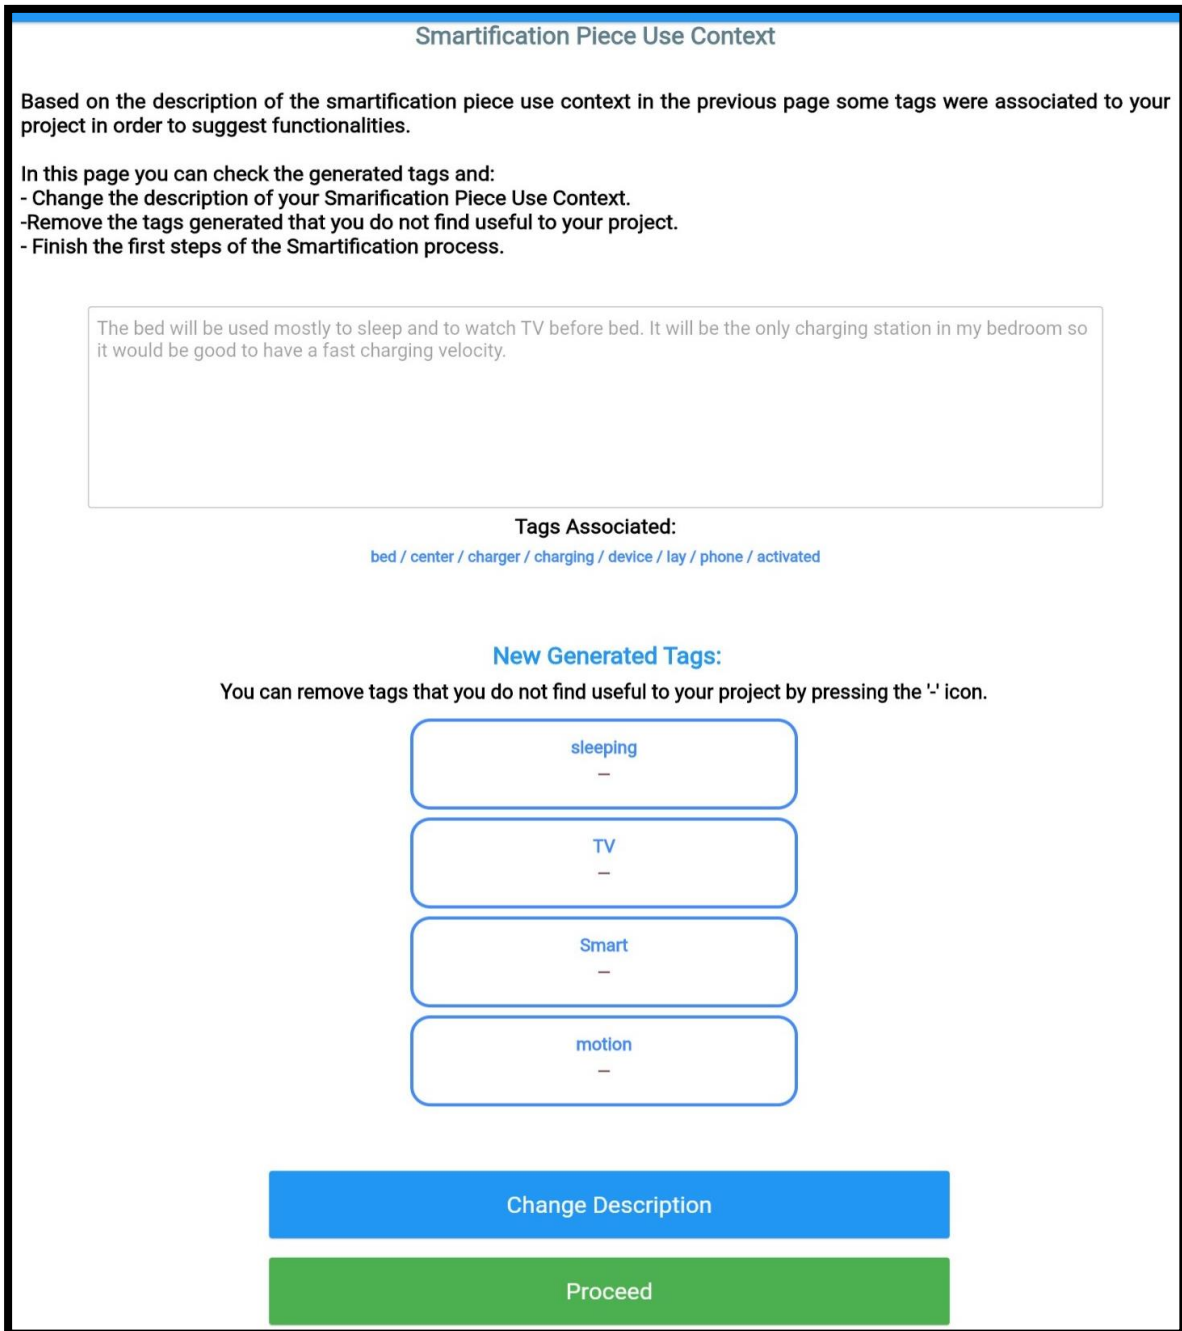 Smartification Piece Use Context
Based on the description of the smartification piece use context in the previous page some tags were associated to your
project in order to suggest functionalities.
In this page you can check the generated tags and:
- Change the description of your Smarification Piece Use Context.
-Remove the tags generated that you do not find useful to your project.
- Finish the first steps of the Smartification process.
The bed will be used mostly to sleep and to watch TV before bed. It will be the only charging station in my bedroom so
it would be good to have a fast charging velocity.
Tags Associated:
bed / center / charger / charging / device / lay / phone / activated
New Generated Tags:
You can remove tags that you do not find useful to your project by pressing the '-' icon.
sleeping
–
TV
–
Smart
–
motion
–
Change Description
Proceed